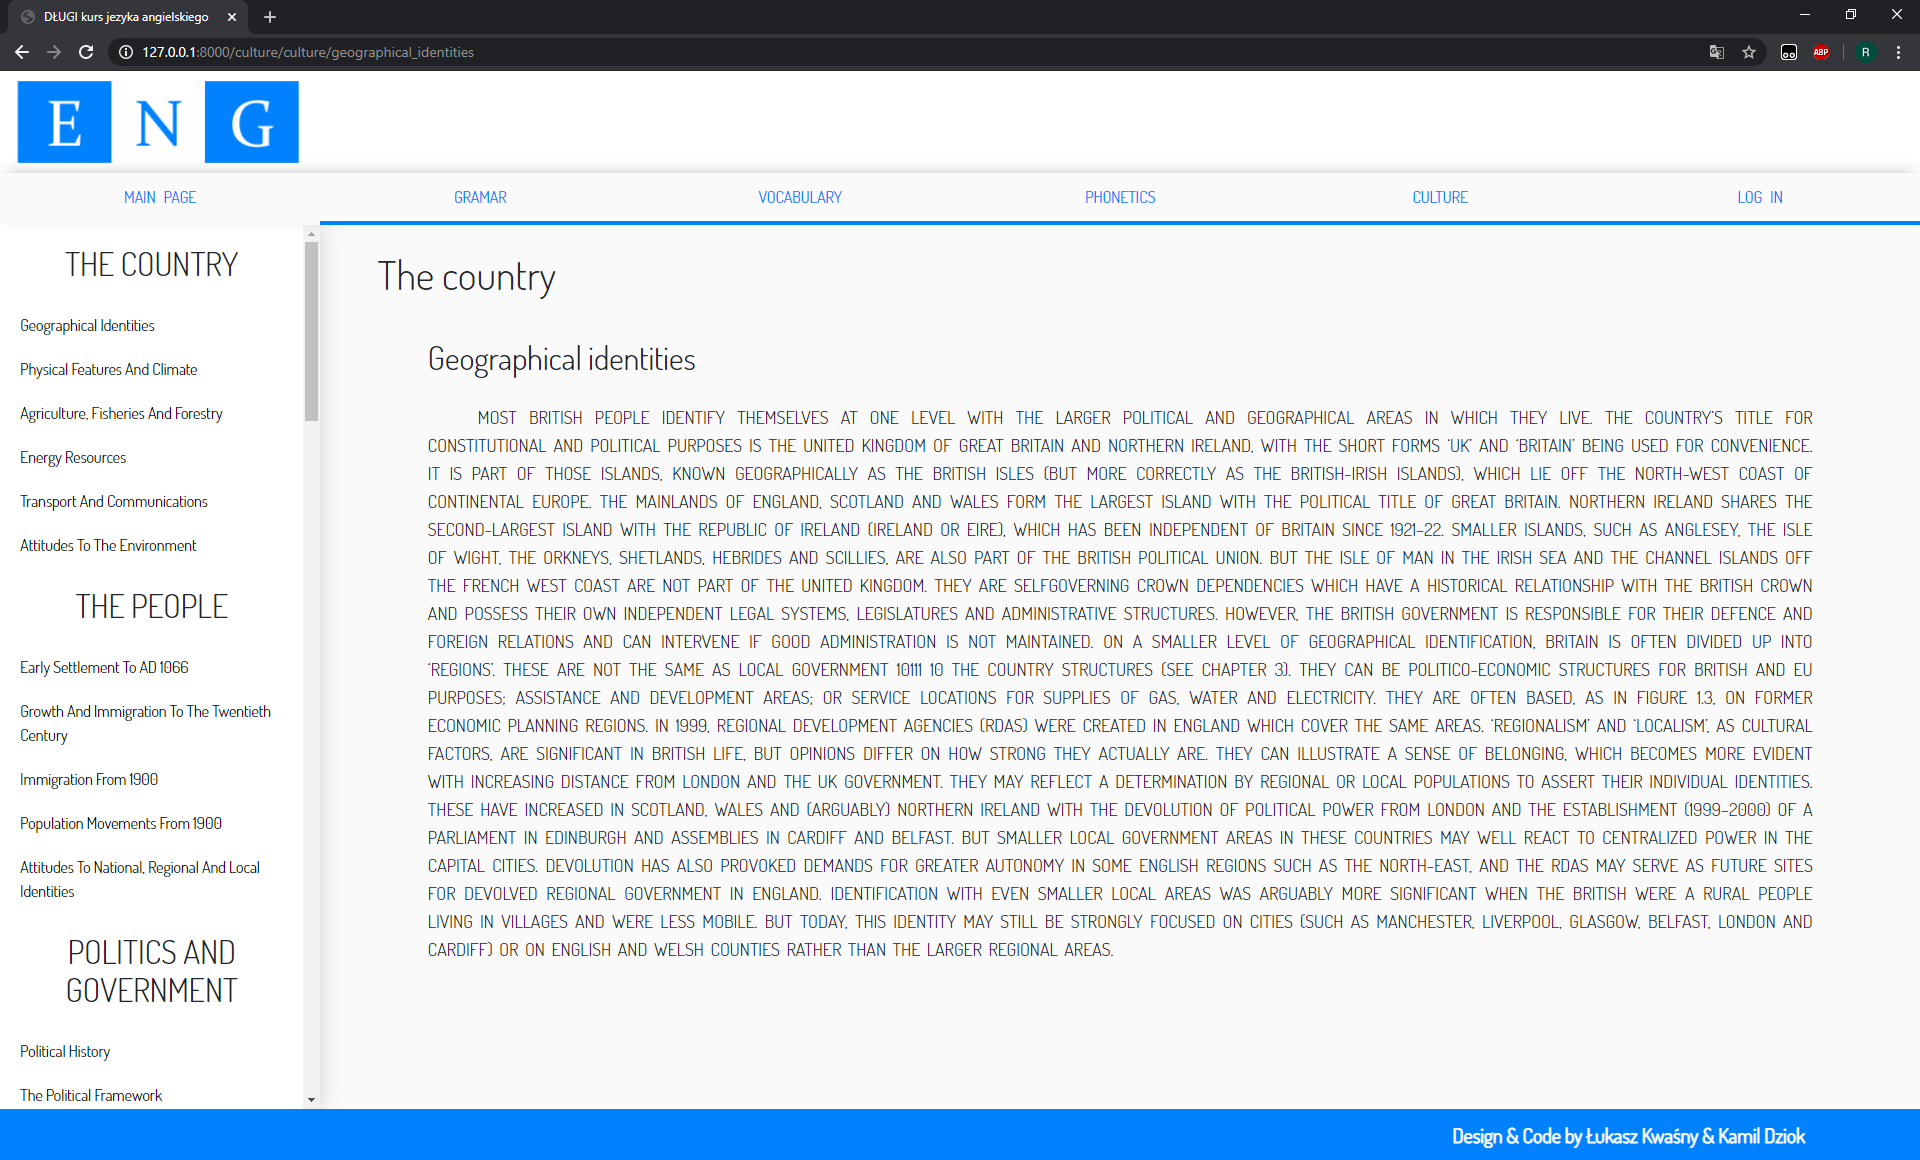 DŁUGI kurs jezyka angielskiego
127.0.0.1:8000/culture/culture/geographical_identities
ABP
R
E N G
MAIN PAGE
GRAMAR
VOCABULARY
PHONETICS
CULTURE
LOG IN
THE COUNTRY
Geographical Identities
Physical Features And Climate
Agriculture, Fisheries And Forestry
Energy Resources
Transport And Communications
Attitudes To The Environment
THE PEOPLE
Early Settlement To AD 1066
Growth And Immigration To The Twentieth
Century
Immigration From 1900
Population Movements From 1900
Attitudes To National, Regional And Local
Identities
POLITICS AND
GOVERNMENT
Political History
The Political Framework
The country
Geographical identities
MOST BRITISH PEOPLE IDENTIFY THEMSELVES AT ONE LEVEL WITH THE LARGER POLITICAL AND GEOGRAPHICAL AREAS IN WHICH THEY LIVE. THE COUNTRY'S TITLE FOR
CONSTITUTIONAL AND POLITICAL PURPOSES IS THE UNITED KINGDOM OF GREAT BRITAIN AND NORTHERN IRELAND, WITH THE SHORT FORMS 'UK' AND 'BRITAIN' BEING USED FOR CONVENIENCE.
IT IS PART OF THOSE ISLANDS, KNOWN GEOGRAPHICALLY AS THE BRITISH ISLES (BUT MORE CORRECTLY AS THE BRITISH-IRISH ISLANDS), WHICH LIE OFF THE NORTH-WEST COAST OF
CONTINENTAL EUROPE. THE MAINLANDS OF ENGLAND, SCOTLAND AND WALES FORM THE LARGEST ISLAND WITH THE POLITICAL TITLE OF GREAT BRITAIN. NORTHERN IRELAND SHARES THE
SECOND-LARGEST ISLAND WITH THE REPUBLIC OF IRELAND (IRELAND OR EIRE), WHICH HAS BEEN INDEPENDENT OF BRITAIN SINCE 1921–22. SMALLER ISLANDS, SUCH AS ANGLESEY, THE ISLE
OF WIGHT, THE ORKNEYS, SHETLANDS, HEBRIDES AND SCILLIES, ARE ALSO PART OF THE BRITISH POLITICAL UNION. BUT THE ISLE OF MAN IN THE IRISH SEA AND THE CHANNEL ISLANDS OFF
THE FRENCH WEST COAST ARE NOT PART OF THE UNITED KINGDOM. THEY ARE SELFGOVERNING CROWN DEPENDENCIES WHICH HAVE A HISTORICAL RELATIONSHIP WITH THE BRITISH CROWN
AND POSSESS THEIR OWN INDEPENDENT LEGAL SYSTEMS, LEGISLATURES AND ADMINISTRATIVE STRUCTURES. HOWEVER, THE BRITISH GOVERNMENT IS RESPONSIBLE FOR THEIR DEFENCE AND
FOREIGN RELATIONS AND CAN INTERVENE IF GOOD ADMINISTRATION IS NOT MAINTAINED. ON A SMALLER LEVEL OF GEOGRAPHICAL IDENTIFICATION, BRITAIN IS OFTEN DIVIDED UP INTO
'REGIONS'. THESE ARE NOT THE SAME AS LOCAL GOVERNMENT 10111 10 THE COUNTRY STRUCTURES (SEE CHAPTER 3). THEY CAN BE POLITICO-ECONOMIC STRUCTURES FOR BRITISH AND EU
PURPOSES; ASSISTANCE AND DEVELOPMENT AREAS; OR SERVICE LOCATIONS FOR SUPPLIES OF GAS, WATER AND ELECTRICITY. THEY ARE OFTEN BASED, AS IN FIGURE 1.3, ON FORMER
ECONOMIC PLANNING REGIONS. IN 1999, REGIONAL DEVELOPMENT AGENCIES (RDAS) WERE CREATED IN ENGLAND WHICH COVER THE SAME AREAS. 'REGIONALISM' AND 'LOCALISM', AS CULTURAL
FACTORS, ARE SIGNIFICANT IN BRITISH LIFE, BUT OPINIONS DIFFER ON HOW STRONG THEY ACTUALLY ARE. THEY CAN ILLUSTRATE A SENSE OF BELONGING, WHICH BECOMES MORE EVIDENT
WITH INCREASING DISTANCE FROM LONDON AND THE UK GOVERNMENT. THEY MAY REFLECT A DETERMINATION BY REGIONAL OR LOCAL POPULATIONS TO ASSERT THEIR INDIVIDUAL IDENTITIES.
THESE HAVE INCREASED IN SCOTLAND, WALES AND (ARGUABLY) NORTHERN IRELAND WITH THE DEVOLUTION OF POLITICAL POWER FROM LONDON AND THE ESTABLISHMENT (1999–2000) OF A
PARLIAMENT IN EDINBURGH AND ASSEMBLIES IN CARDIFF AND BELFAST. BUT SMALLER LOCAL GOVERNMENT AREAS IN THESE COUNTRIES MAY WELL REACT TO CENTRALIZED POWER IN THE
CAPITAL CITIES. DEVOLUTION HAS ALSO PROVOKED DEMANDS FOR GREATER AUTONOMY IN SOME ENGLISH REGIONS SUCH AS THE NORTH-EAST, AND THE RDAS MAY SERVE AS FUTURE SITES
FOR DEVOLVED REGIONAL GOVERNMENT IN ENGLAND. IDENTIFICATION WITH EVEN SMALLER LOCAL AREAS WAS ARGUABLY MORE SIGNIFICANT WHEN THE BRITISH WERE A RURAL PEOPLE
LIVING IN VILLAGES AND WERE LESS MOBILE. BUT TODAY, THIS IDENTITY MAY STILL BE STRONGLY FOCUSED ON CITIES (SUCH AS MANCHESTER, LIVERPOOL, GLASGOW, BELFAST, LONDON AND
CARDIFF) OR ON ENGLISH AND WELSH COUNTIES RATHER THAN THE LARGER REGIONAL AREAS.
Design & Code by Łukasz Kwaśny & Kamil Dziok